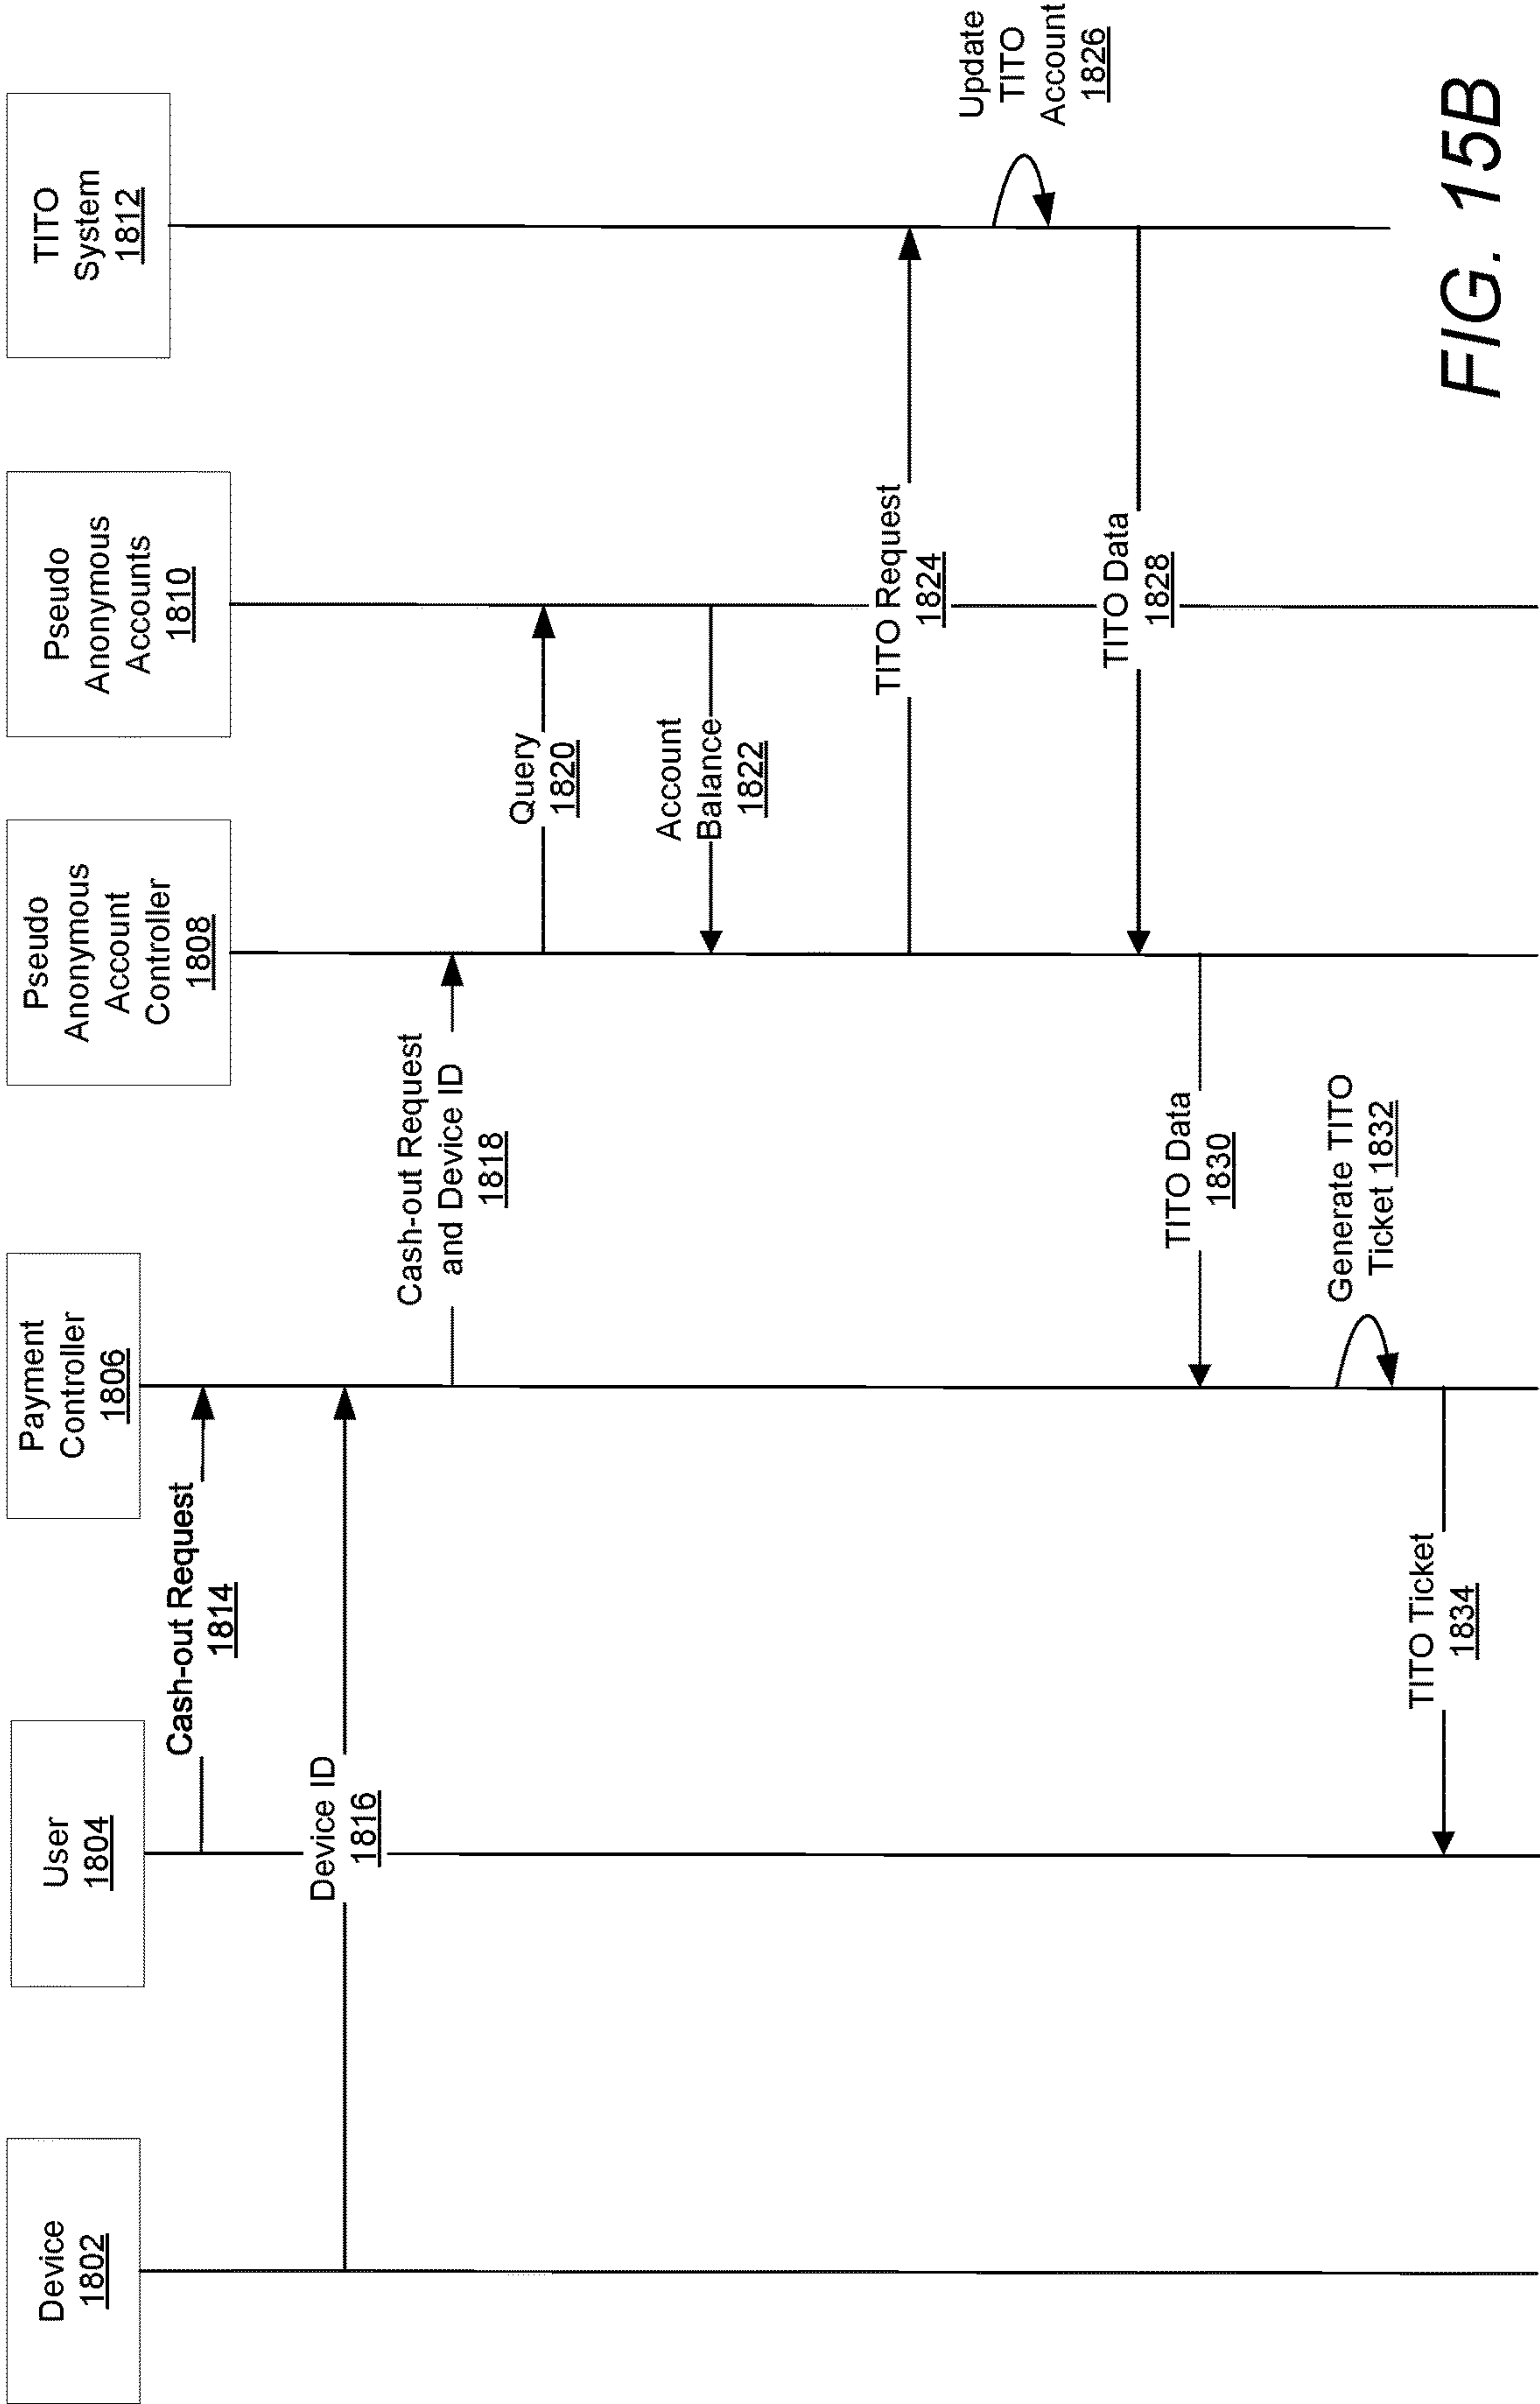 Device
1802
User
1804
Payment
Controller
1806
Pseudo
Anonymous
Account
Controller
1808
Pseudo
Anonymous
Accounts
1810
TITO
System
1812
Cash-out Request
1814
Device ID
1816
Cash-out Request
and Device ID
1818
Query
1820
Account
Balance
1822
TITO Request
1824
Update
TITO
Account
1826
TITO Data
1828
TITO Data
1830
Generate TITO
Ticket 1832
TITO Ticket
1834
FIG. 15B